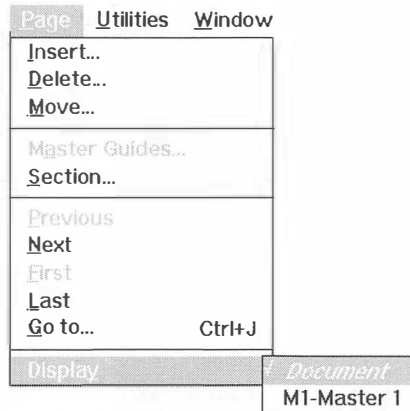 Page Utilities Window
Insert...
Delete...
Move...
Master Guides...
Section...
Previous
Next
First
Last
Go to... Ctrl+J
Display √ Document
M1-Master 1